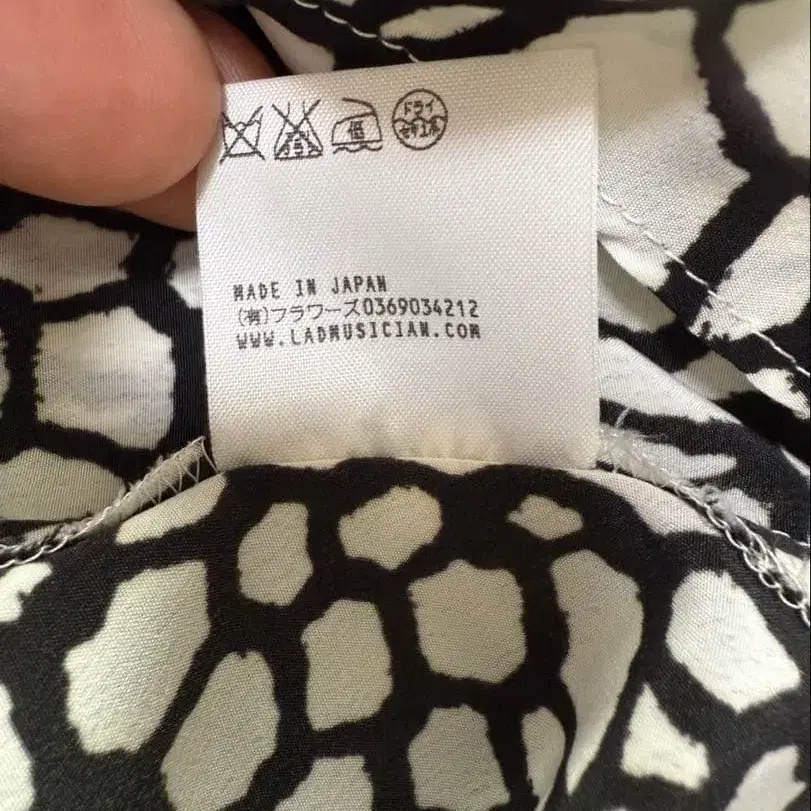 低 ドライ セキユ系
MADE IN JAPAN
(有)フラワーズ0369034212
WWW.LADMUSICIAN.COM